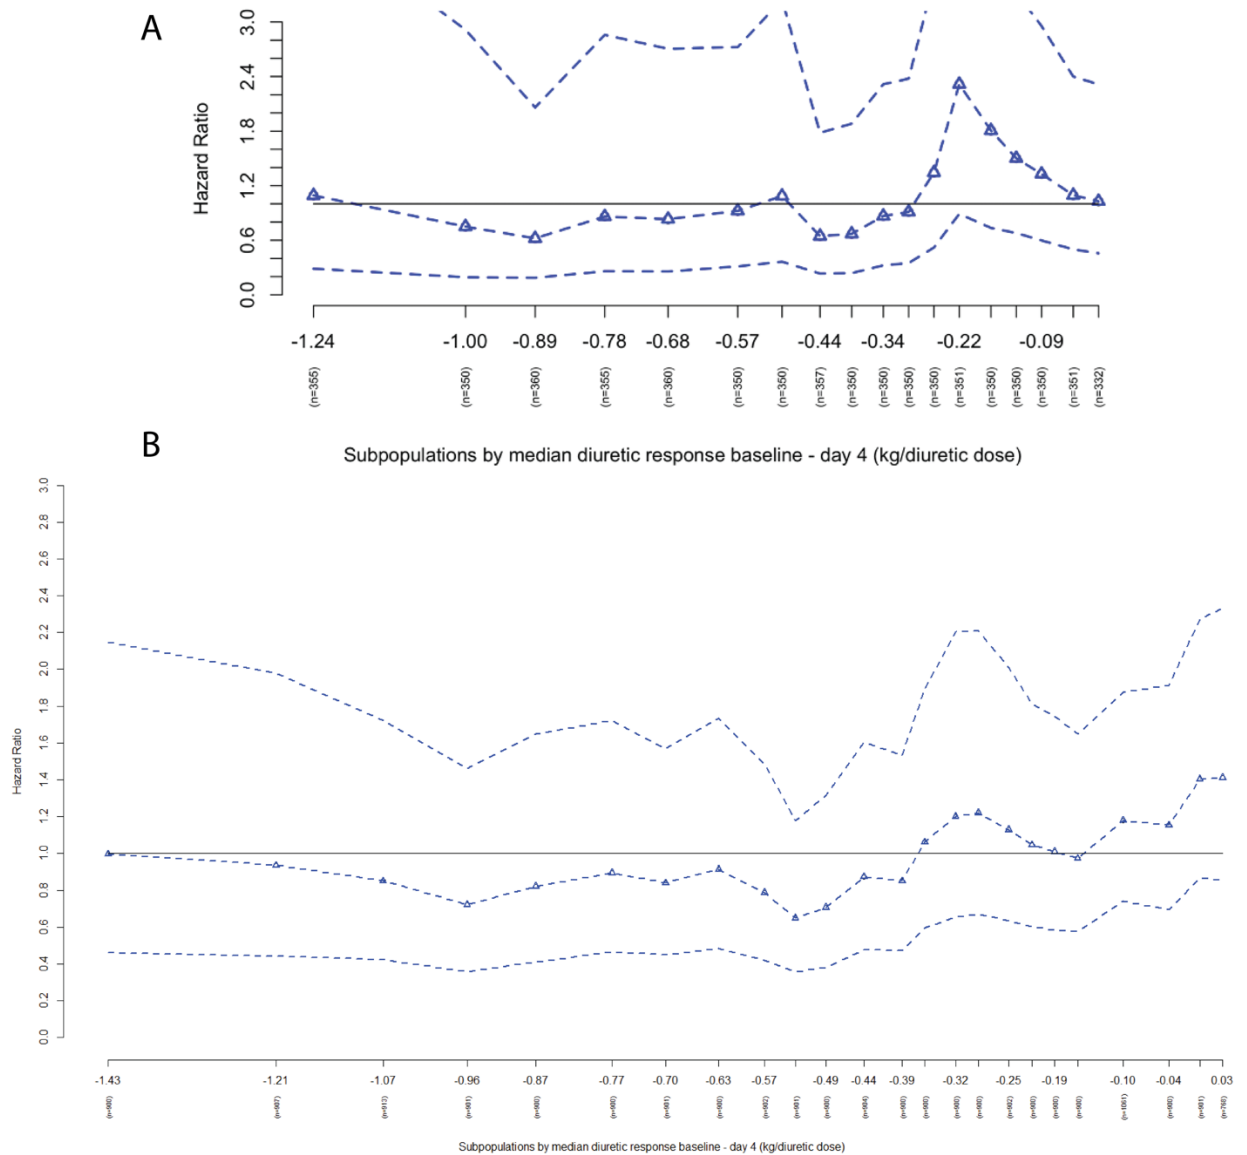 A
Hazard Ratio
3.0
2.4
1.8
1.2
0.6
0.0
-1.24 -1.00 -0.89 -0.78 -0.68 -0.57 -0.44 -0.34 -0.22 -0.09
(n=355) (n=350) (n=360) (n=355) (n=360) (n=350) (n=350) (n=357) (n=350) (n=350) (n=350) (n=350) (n=351) (n=350) (n=350) (n=350) (n=351) (n=332)
Subpopulations by median diuretic response baseline - day 4 (kg/diuretic dose)
B
Hazard Ratio
3.0
2.8
2.6
2.4
2.2
2.0
1.8
1.6
1.4
1.2
1.0
0.8
0.6
0.4
0.2
0.0
-1.43 -1.21 -1.07 -0.96 -0.87 -0.77 -0.70 -0.63 -0.57 -0.49 -0.44 -0.39 -0.32 -0.25 -0.19 -0.10 -0.04 0.03
Subpopulations by median diuretic response baseline - day 4 (kg/diuretic dose)